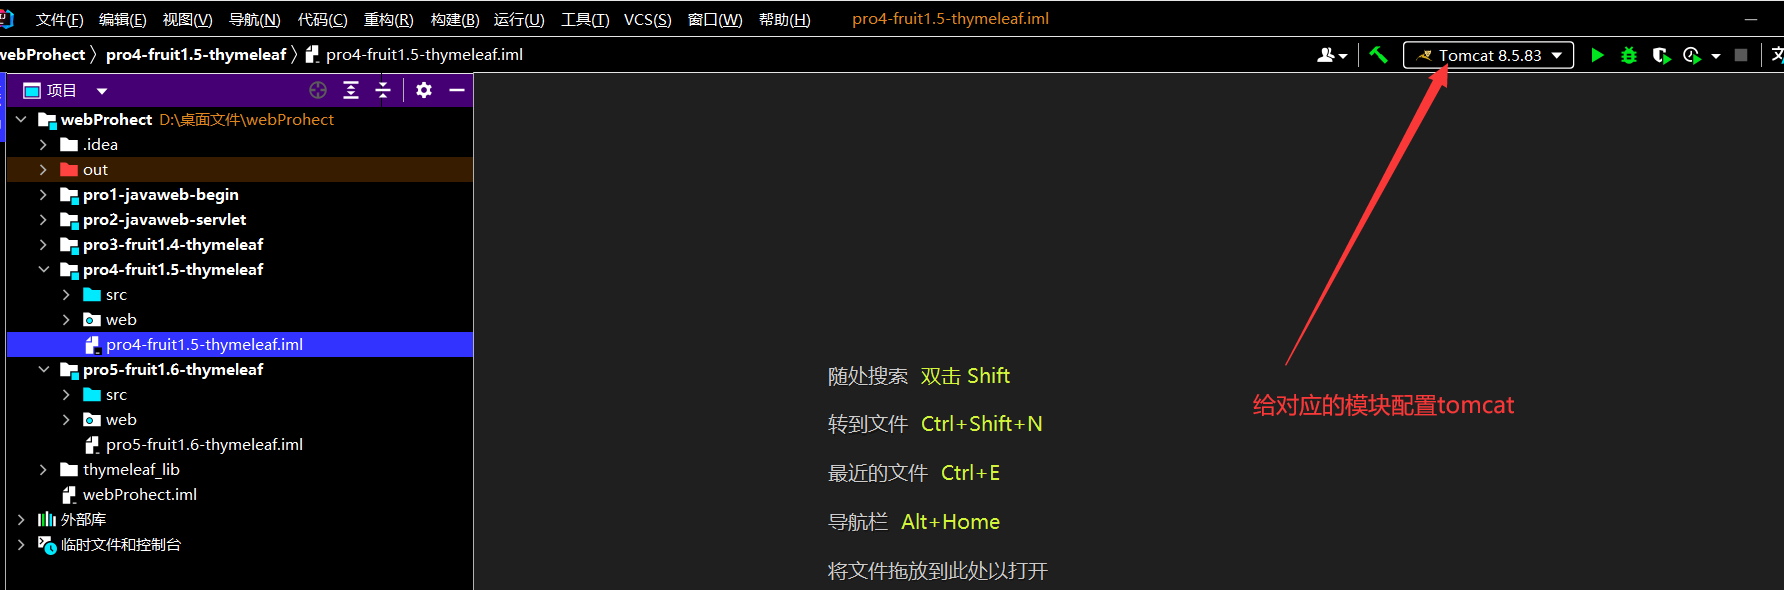 文件(F) 编辑(E) 视图(V) 导航(N) 代码(C) 重构(R) 构建(B) 运行(U) 工具(T) VCS(S) 窗口(W) 帮助(H) pro4-fruit1.5-thymeleaf.iml
webProhect 〉 pro4-fruit1.5-thymeleaf 〉 pro4-fruit1.5-thymeleaf.iml Tomcat 8.5.83
项目
webProhect D:\桌面文件\webProhect
.idea
out
pro1-javaweb-begin
pro2-javaweb-servlet
pro3-fruit1.4-thymeleaf
pro4-fruit1.5-thymeleaf
src
web
pro4-fruit1.5-thymeleaf.iml
pro5-fruit1.6-thymeleaf
src
web
pro5-fruit1.6-thymeleaf.iml
thymeleaf_lib
webProhect.iml
外部库
临时文件和控制台
随处搜索 双击 Shift
转到文件 Ctrl+Shift+N
最近的文件 Ctrl+E
导航栏 Alt+Home
将文件拖放到此处以打开
给对应的模块配置tomcat